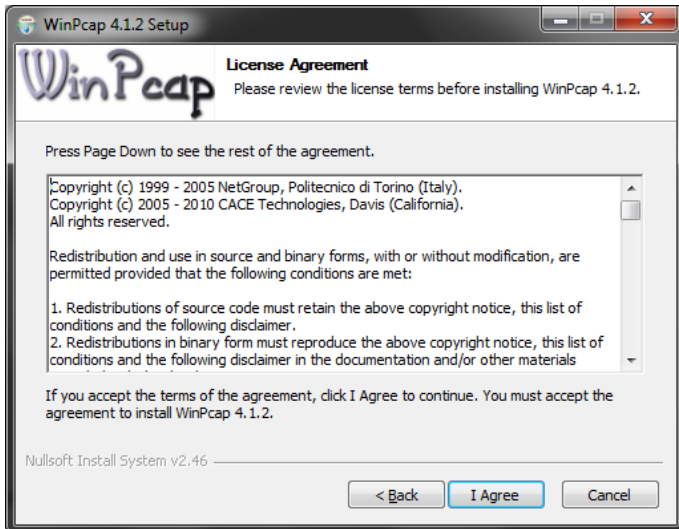 WinPcap 4.1.2 Setup
WinPcap
License Agreement
Please review the license terms before installing WinPcap 4.1.2.
Press Page Down to see the rest of the agreement.
Copyright (c) 1999 - 2005 NetGroup, Politecnico di Torino (Italy).
Copyright (c) 2005 - 2010 CACE Technologies, Davis (California).
All rights reserved.
Redistribution and use in source and binary forms, with or without modification, are
permitted provided that the following conditions are met:
1. Redistributions of source code must retain the above copyright notice, this list of
conditions and the following disclaimer.
2. Redistributions in binary form must reproduce the above copyright notice, this list of
conditions and the following disclaimer in the documentation and/or other materials
If you accept the terms of the agreement, click I Agree to continue. You must accept the
agreement to install WinPcap 4.1.2.
Nullsoft Install System v2.46
< Back
I Agree
Cancel